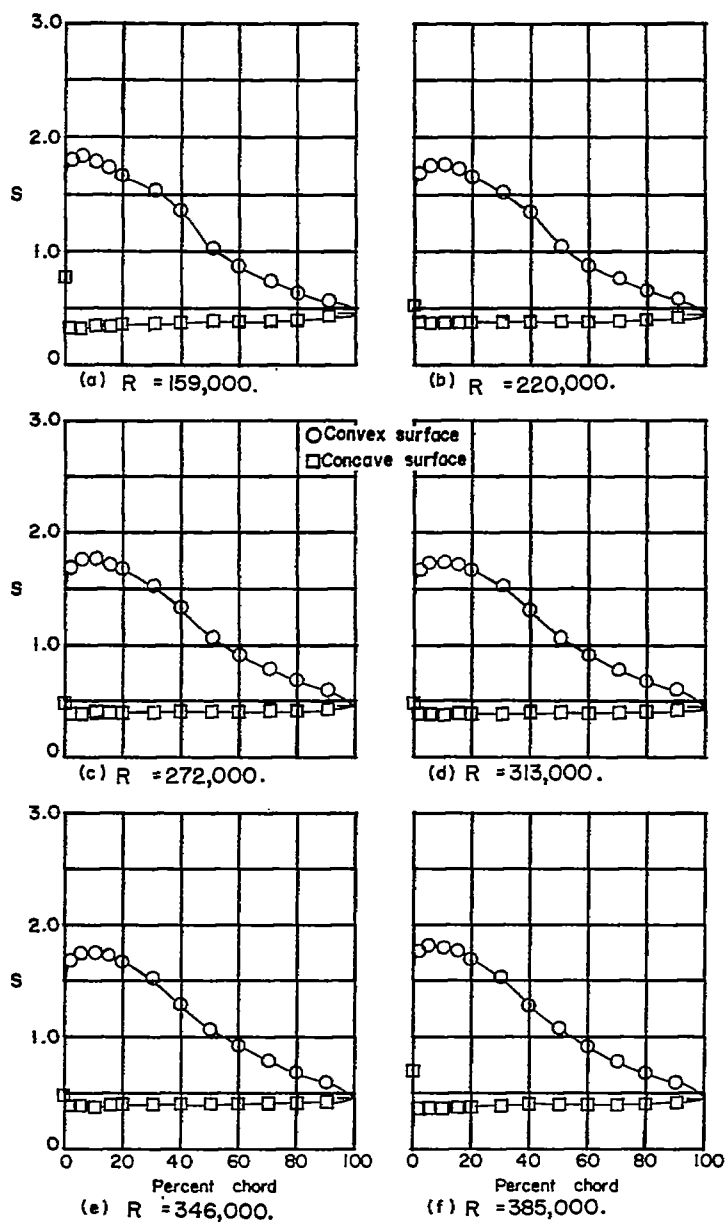 3.0
2.0
S
1.0
0
(a) R = 159,000.
(b) R = 220,000.
3.0
Convex surface
Concave surface
2.0
S
1.0
0
(c) R = 272,000.
(d) R = 313,000.
3.0
2.0
S
1.0
0
0 20 40 60 80 100 0 20 40 60 80 100
Percent chord Percent chord
(e) R = 346,000.
(f) R = 385,000.